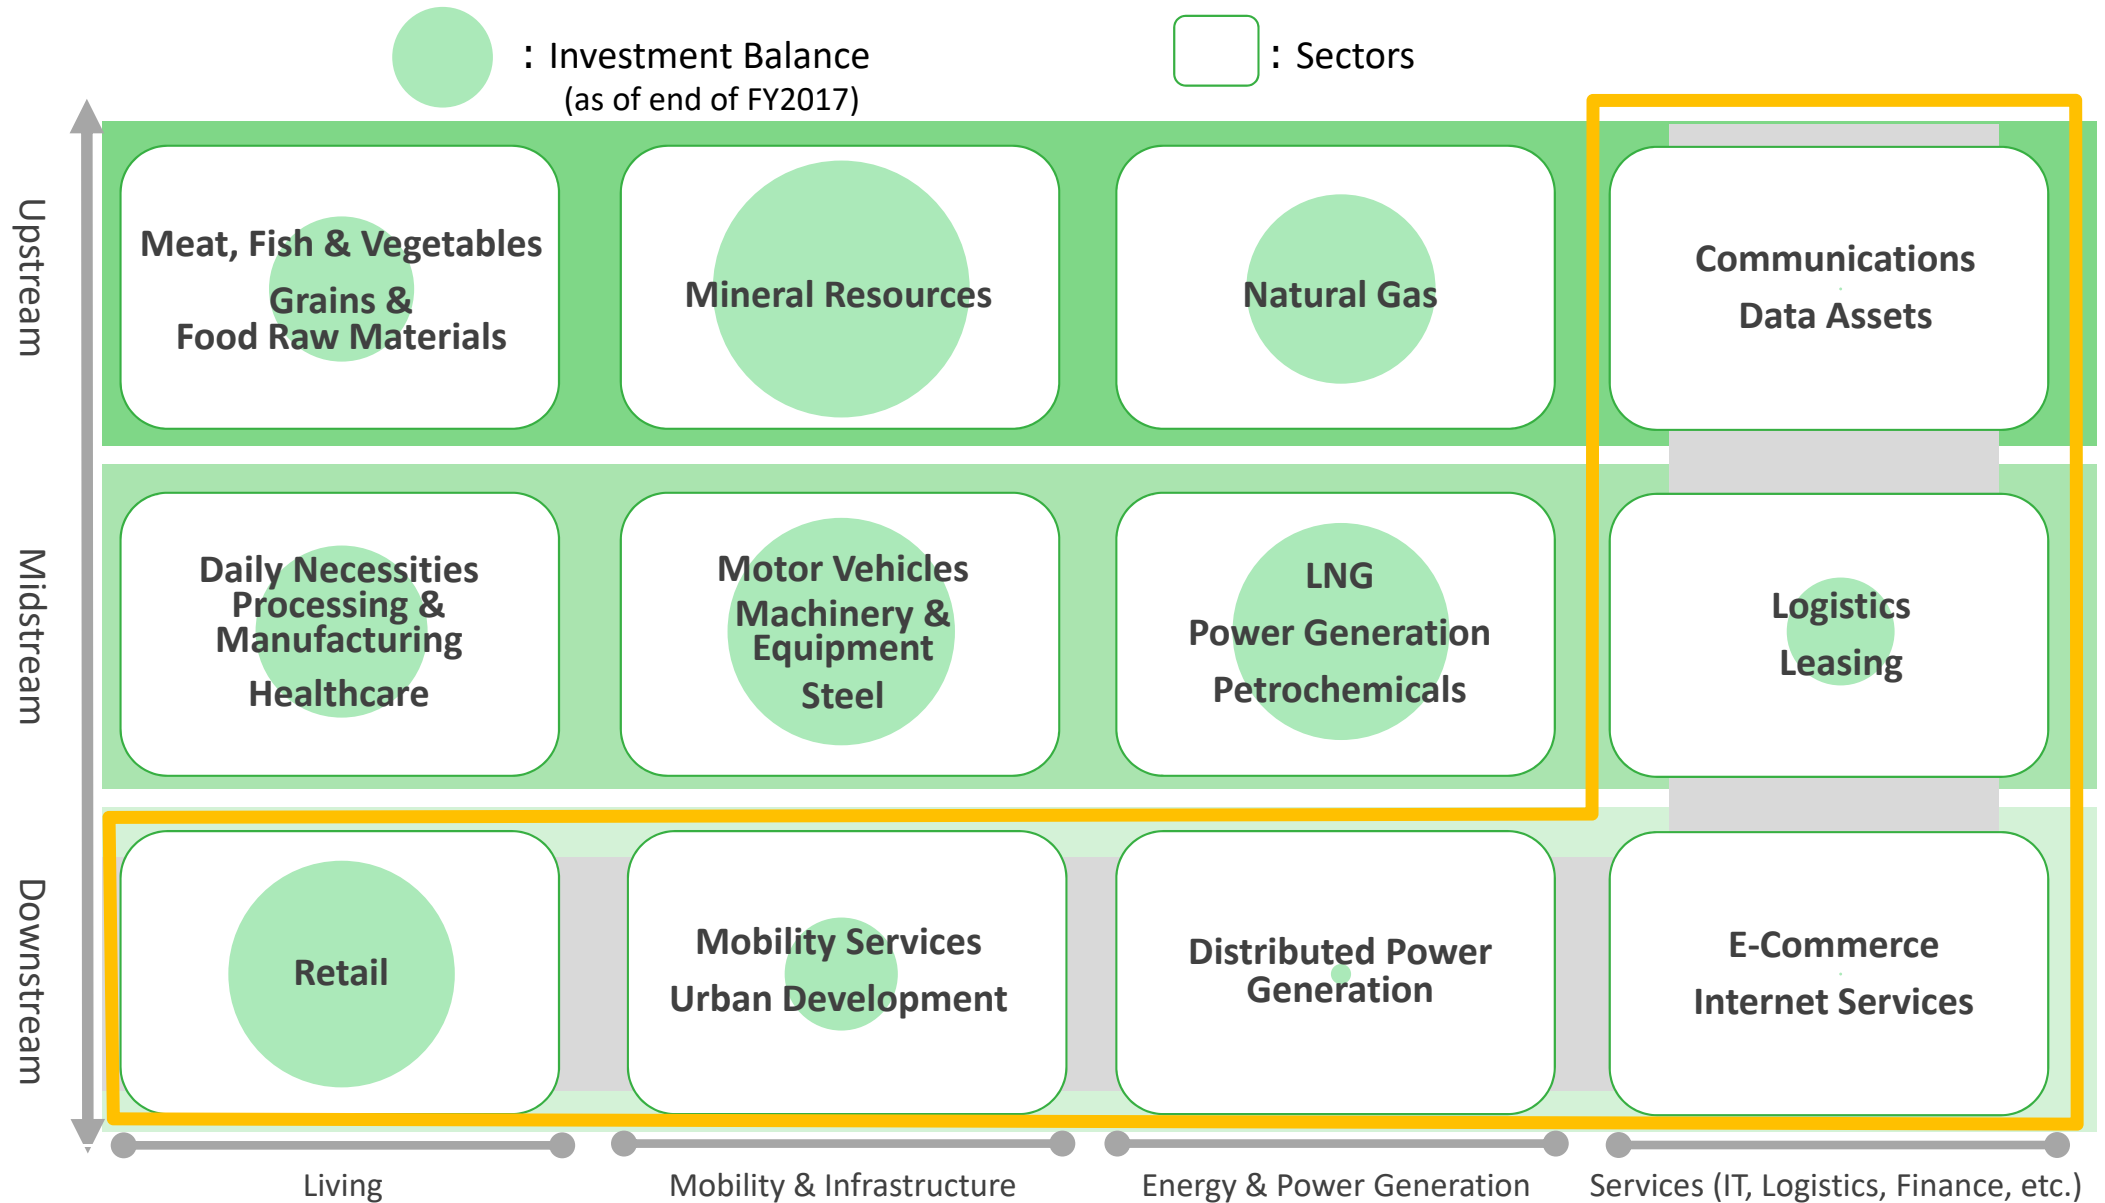 : Investment Balance
(as of end of FY2017)
: Sectors
Upstream
Meat, Fish & Vegetables
Grains &
Food Raw Materials
Mineral Resources
Natural Gas
Communications
Data Assets
Midstream
Daily Necessities
Processing &
Manufacturing
Healthcare
Motor Vehicles
Machinery &
Equipment
Steel
LNG
Power Generation
Petrochemicals
Logistics
Leasing
Downstream
Retail
Mobility Services
Urban Development
Distributed Power
Generation
E-Commerce
Internet Services
Living
Mobility & Infrastructure
Energy & Power Generation
Services (IT, Logistics, Finance, etc.)